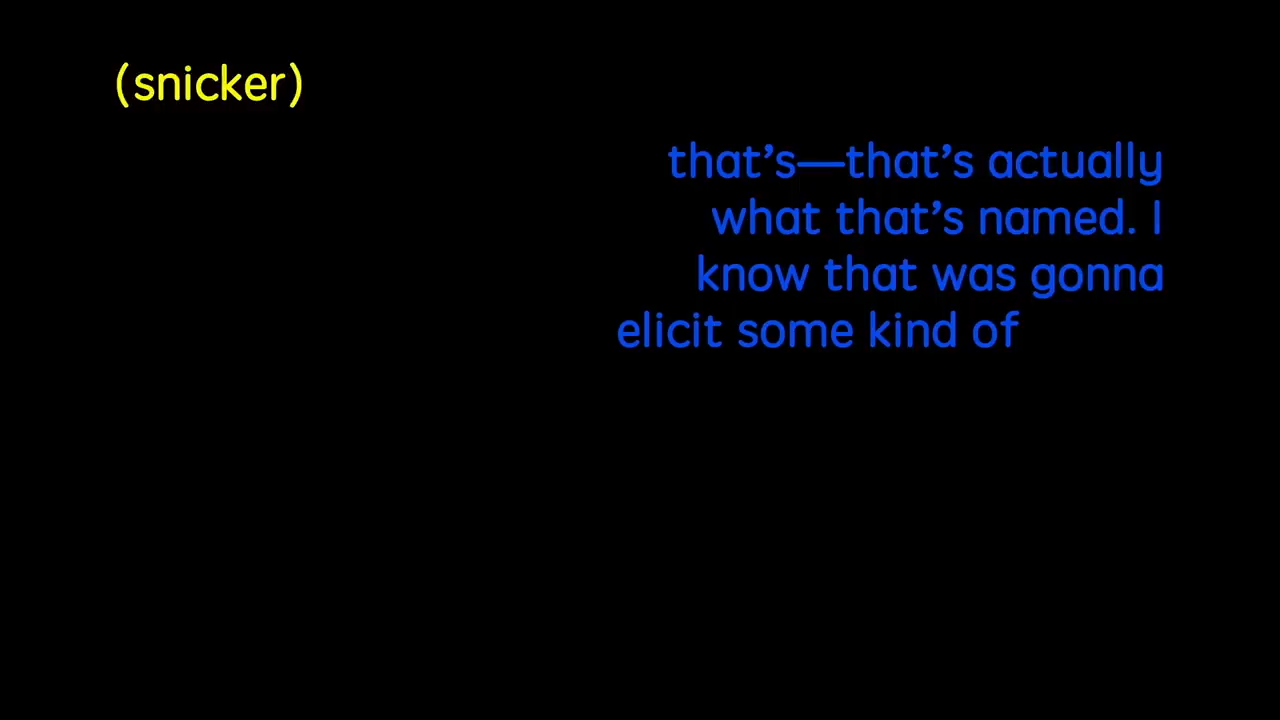 (snicker)
that’s—that’s actually
what that’s named. I
know that was gonna
elicit some kind of